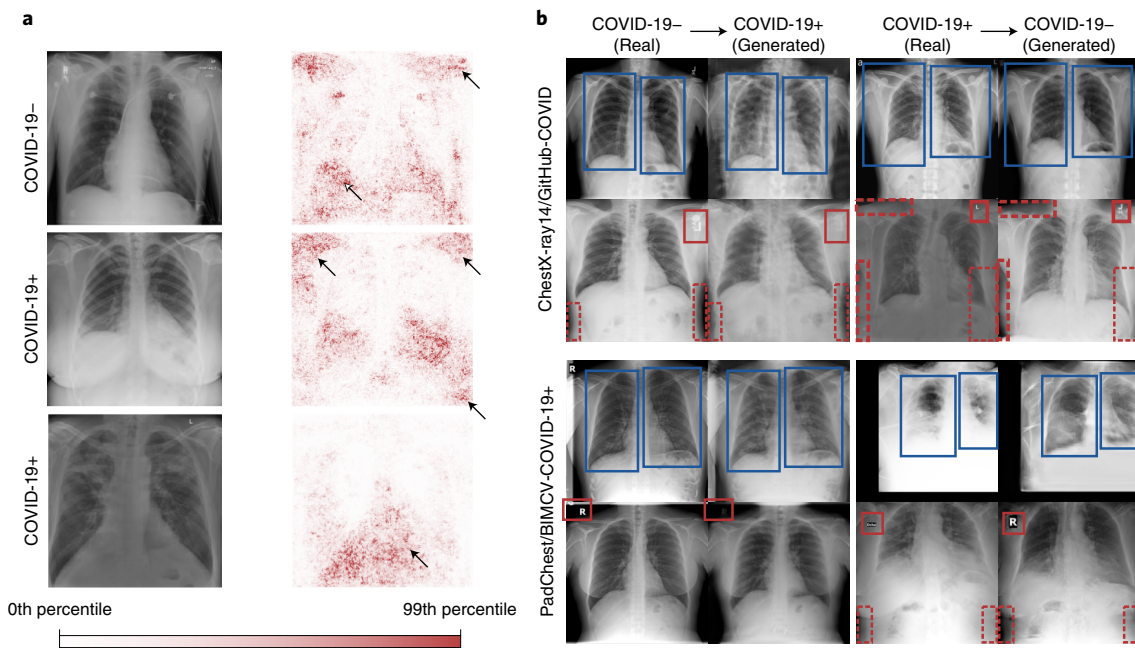 a
COVID-19–
COVID-19+
COVID-19+
0th percentile
99th percentile
b
COVID-19– (Real)
COVID-19+ (Generated)
COVID-19+ (Real)
COVID-19– (Generated)
ChestX-ray14/GitHub-COVID
PadChest/BIMCV-COVID-19+
L
a
L
L
R
R
R
R